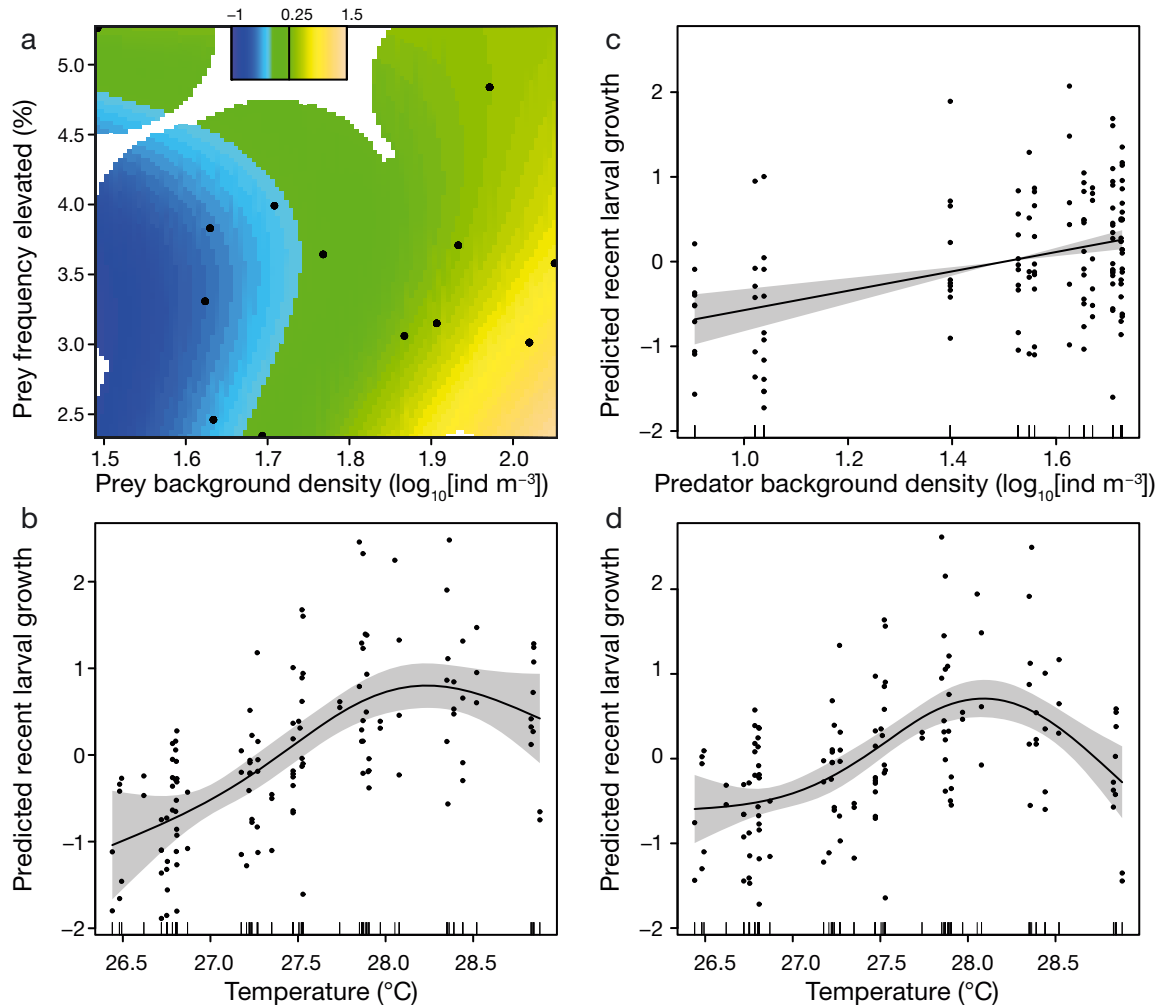 a
−1 0.25 1.5
Prey frequency elevated (%)
5.0
4.5
4.0
3.5
3.0
2.5
1.5 1.6 1.7 1.8 1.9 2.0
Prey background density (log₁₀[ind m⁻³])
c
Predicted recent larval growth
2
1
0
−1
−2
1.0 1.2 1.4 1.6
Predator background density (log₁₀[ind m⁻³])
b
Predicted recent larval growth
2
1
0
−1
−2
26.5 27.0 27.5 28.0 28.5
Temperature (°C)
d
Predicted recent larval growth
2
1
0
−1
−2
26.5 27.0 27.5 28.0 28.5
Temperature (°C)